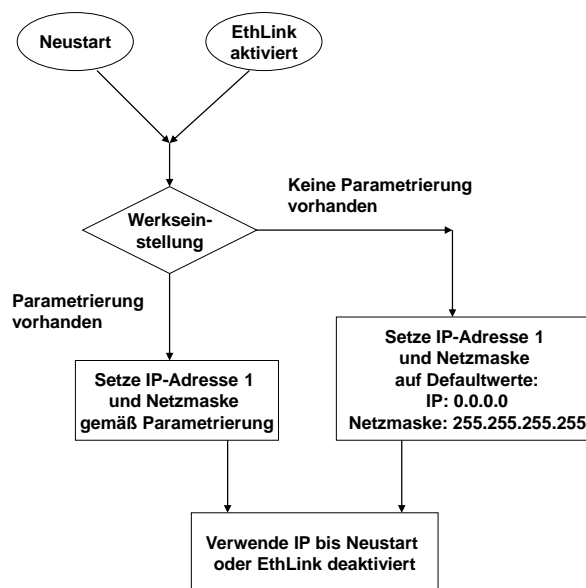 Neustart
EthLink
aktiviert
Keine Parametrierung
vorhanden
Werksein-
stellung
Parametrierung
vorhanden
Setze IP-Adresse 1
und Netzmaske
gemäß Parametrierung
Setze IP-Adresse 1
und Netzmaske
auf Defaultwerte:
IP: 0.0.0.0
Netzmaske: 255.255.255.255
Verwende IP bis Neustart
oder EthLink deaktiviert